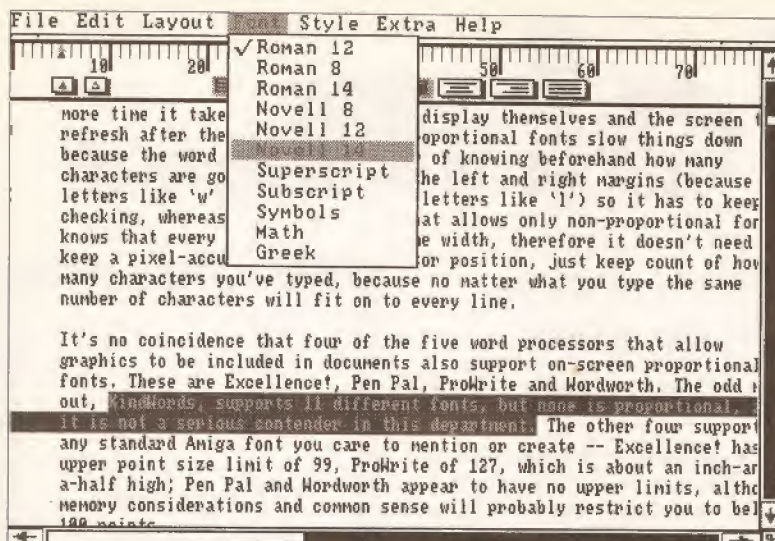 File Edit Layout Font Style Extra Help
✓Roman 12
Roman 8
Roman 14
Novell 8
Novell 12
Novell 14
Superscript
Subscript
Symbols
Math
Greek
10 20 50 60 70
more time it take display themselves and the screen t
refresh after the oportional fonts slow things down
because the word of knowing beforehand how many
characters are go he left and right margins (because
letters like 'w' letters like 'l') so it has to keep
checking, whereas at allows only non-proportional for
knows that every e width, therefore it doesn't need
keep a pixel-accu or position, just keep count of how
many characters you've typed, because no matter what you type the same
number of characters will fit on to every line.
It's no coincidence that four of the five word processors that allow
graphics to be included in documents also support on-screen proportional
fonts. These are Excellence!, Pen Pal, ProWrite and Wordworth. The odd
out, KindWords, supports 11 different fonts, but none is proportional,
it is not a serious contender in this department. The other four support
any standard Amiga font you care to mention or create -- Excellence! has
upper point size limit of 99, ProWrite of 127, which is about an inch-an
a-half high; Pen Pal and Wordworth appear to have no upper limits, altho
memory considerations and common sense will probably restrict you to bel
100 points